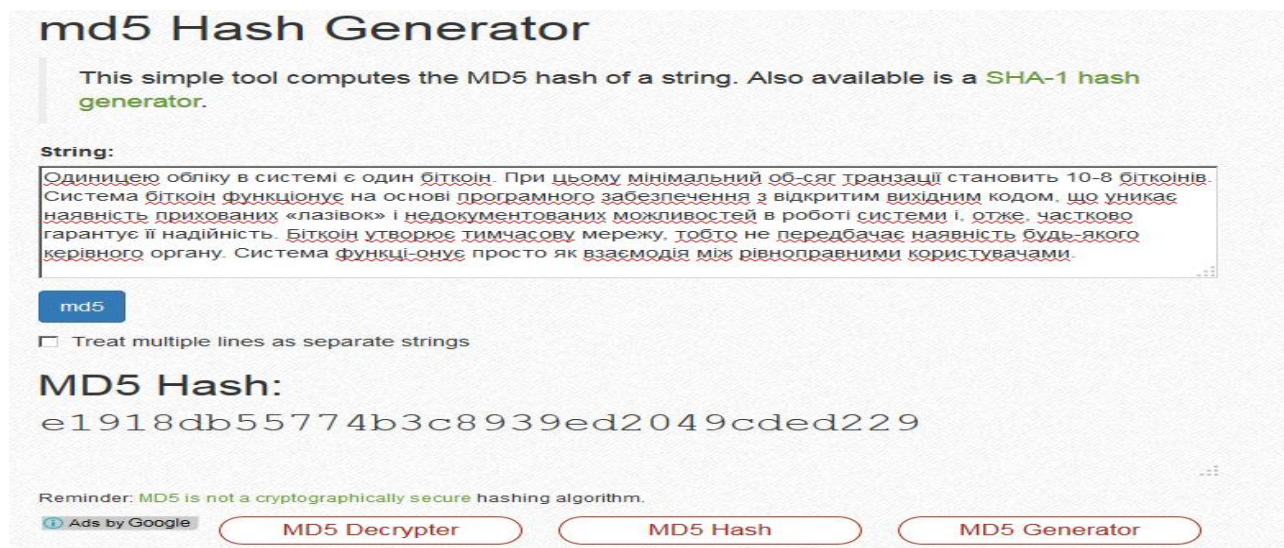 md5 Hash Generator
This simple tool computes the MD5 hash of a string. Also available is a SHA-1 hash
generator.
String:
Одиницею обліку в системі є один біткоін. При цьому мінімальний об-сяг транзації становить 10-8 біткоінів.
Система біткоін функціонує на основі програмного забезпечення з відкритим вихідним кодом, що уникає
наявність прихованих «лазівок» і недокументованих можливостей в роботі системи і, отже, частково
гарантує її надійність. Біткоін утворює тимчасову мережу, тобто не передбачає наявність будь-якого
керівного органу. Система функці-онує просто як взаємодія між рівноправними користувачами.
md5
Treat multiple lines as separate strings
MD5 Hash:
e1918db55774b3c8939ed2049cded229
Reminder: MD5 is not a cryptographically secure hashing algorithm.
Ads by Google MD5 Decrypter MD5 Hash MD5 Generator